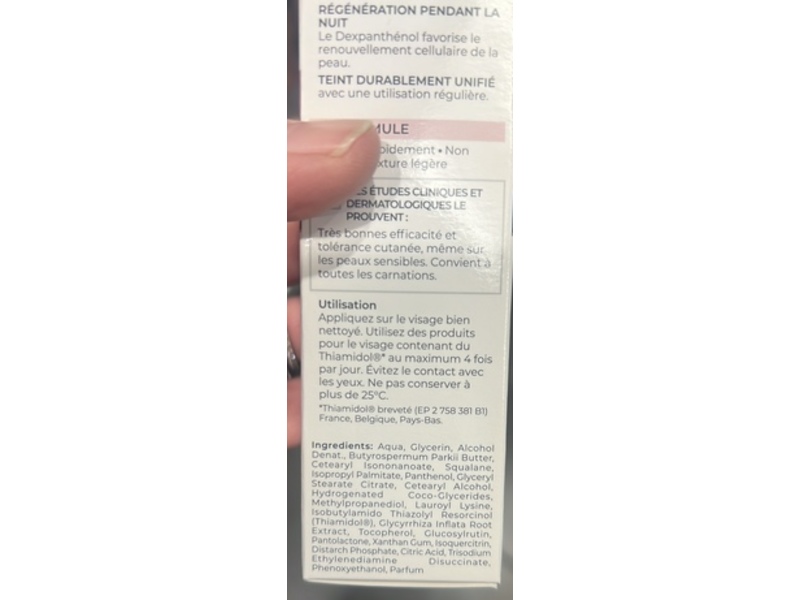 RÉGÉNÉRATION PENDANT LA
NUIT
Le Dexpanthénol favorise le
renouvellement cellulaire de la
peau.
TEINT DURABLEMENT UNIFIÉ
avec une utilisation régulière.
MULE
pidement • Non
xture légère
S ÉTUDES CLINIQUES ET
DERMATOLOGIQUES LE
PROUVENT :
Très bonnes efficacité et
tolérance cutanée, même sur
les peaux sensibles. Convient à
toutes les carnations.
Utilisation
Appliquez sur le visage bien
nettoyé. Utilisez des produits
pour le visage contenant du
Thiamidol®* au maximum 4 fois
par jour. Évitez le contact avec
les yeux. Ne pas conserver à
plus de 25°C.
*Thiamidol® breveté (EP 2 758 381 B1)
France, Belgique, Pays-Bas.
Ingredients: Aqua, Glycerin, Alcohol
Denat., Butyrospermum Parkii Butter,
Cetearyl Isononanoate, Squalane,
Isopropyl Palmitate, Panthenol, Glyceryl
Stearate Citrate, Cetearyl Alcohol,
Hydrogenated Coco-Glycerides,
Methylpropanediol, Lauroyl Lysine,
Isobutylamido Thiazolyl Resorcinol
(Thiamidol®), Glycyrrhiza Inflata Root
Extract, Tocopherol, Glucosylrutin,
Pantolactone, Xanthan Gum, Isoquercitrin,
Distarch Phosphate, Citric Acid, Trisodium
Ethylenediamine Disuccinate,
Phenoxyethanol, Parfum